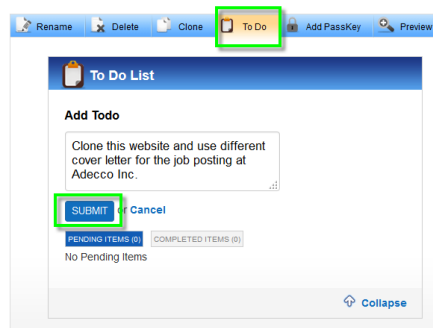 Rename Delete Clone To Do Add PassKey Preview
To Do List
Add Todo
Clone this website and use different
cover letter for the job posting at
Adecco Inc.
SUBMIT or Cancel
PENDING ITEMS (0) COMPLETED ITEMS (0)
No Pending Items
Collapse